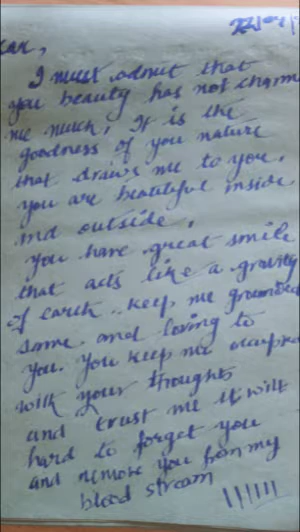 I must admit that
you beauty has not charm
me much, It is the
goodness of you nature
that draws me to you.
you are beautiful inside
and outside,
you have great smile
that acts like a gravity
of earth .. keep me grounded
same and loving to
you. you keep me
with your thoughts
and trust me it will
hard to forget you
and remove you from my
blood stream